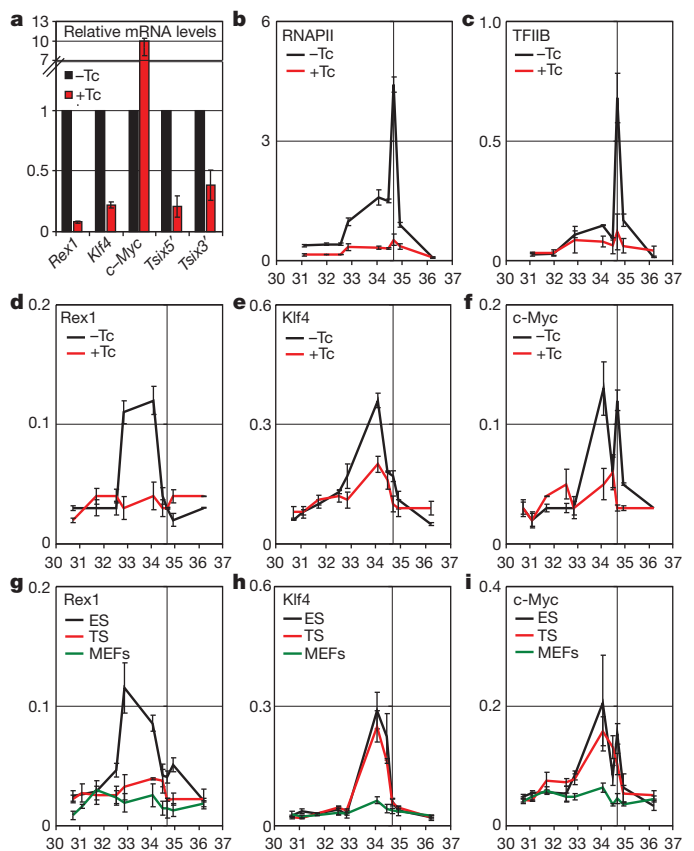 a Relative mRNA levels
13
10
7
–Tc
+Tc
1
0.5
0
Rex1 Klf4 c-Myc Tsix5′ Tsix3′
b
RNAPII
–Tc
+Tc
6
3
0
30 31 32 33 34 35 36 37
c
TFIIB
–Tc
+Tc
1.0
0.5
0
30 31 32 33 34 35 36 37
d
Rex1
–Tc
+Tc
0.2
0.1
0
30 31 32 33 34 35 36 37
e
Klf4
–Tc
+Tc
0.6
0.3
0
30 31 32 33 34 35 36 37
f
c-Myc
–Tc
+Tc
0.2
0.1
0
30 31 32 33 34 35 36 37
g
Rex1
ES
TS
MEFs
0.2
0.1
0
30 31 32 33 34 35 36 37
h
Klf4
ES
TS
MEFs
0.6
0.3
0
30 31 32 33 34 35 36 37
i
c-Myc
ES
TS
MEFs
0.4
0.2
0
30 31 32 33 34 35 36 37